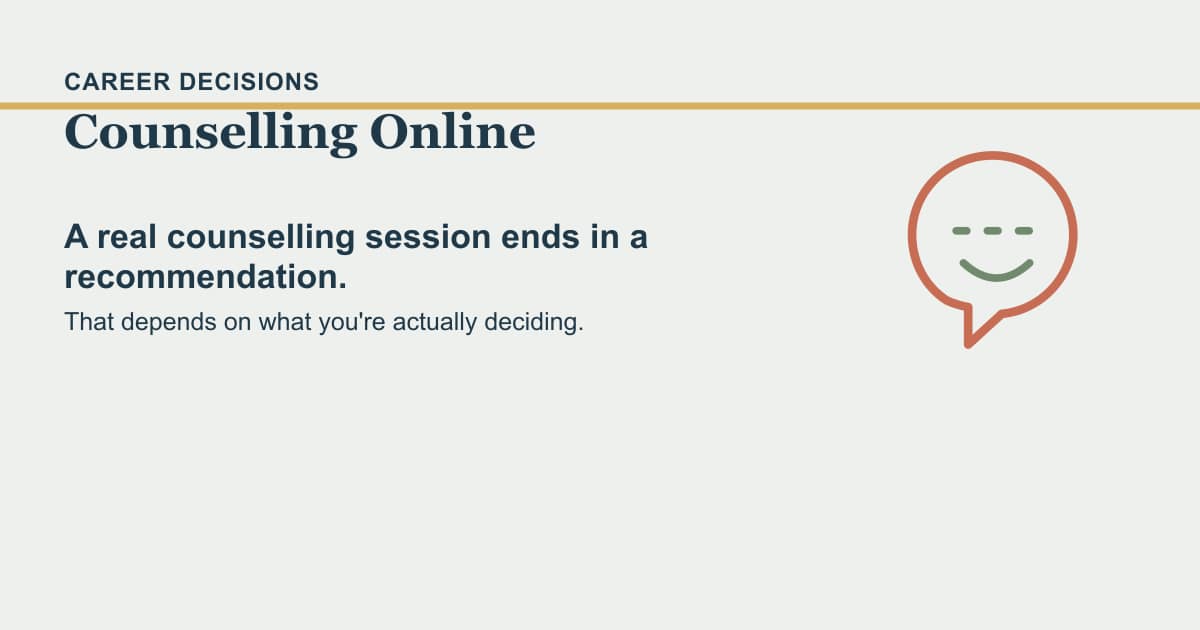 CAREER DECISIONS
Counselling Online
A real counselling session ends in a
recommendation.
That depends on what you're actually deciding.